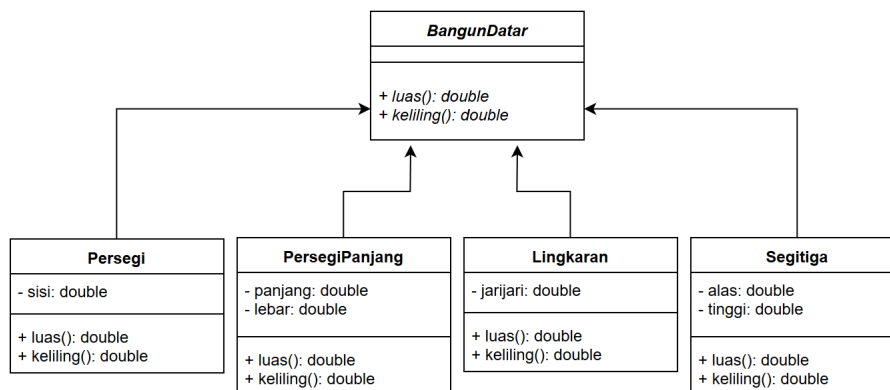 BangunDatar
+ luas(): double
+ keliling(): double
Persegi
- sisi: double
+ luas(): double
+ keliling(): double
PersegiPanjang
- panjang: double
- lebar: double
+ luas(): double
+ keliling(): double
Lingkaran
- jarijari: double
+ luas(): double
+ keliling(): double
Segitiga
- alas: double
- tinggi: double
+ luas(): double
+ keliling(): double